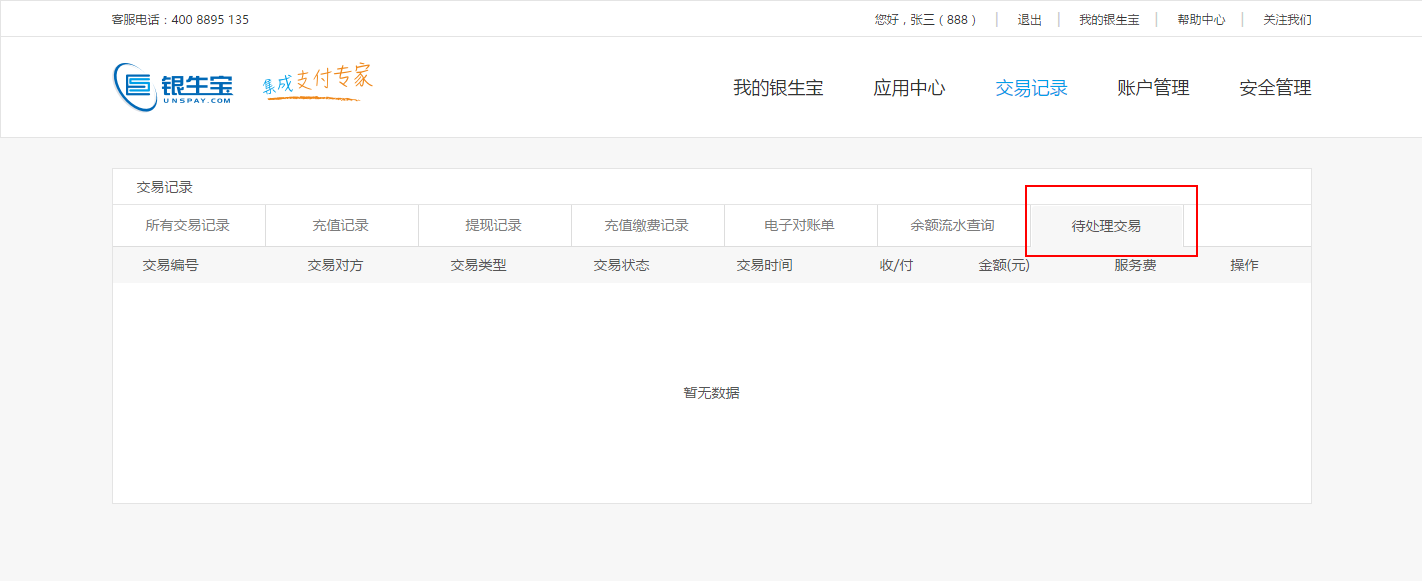 客服电话：400 8895 135 您好，张三（888） | 退出 | 我的银生宝 | 帮助中心 | 关注我们
银生宝 集成支付专家 我的银生宝 应用中心 交易记录 账户管理 安全管理
UNSPAY.COM
交易记录
所有交易记录 充值记录 提现记录 充值缴费记录 电子对账单 余额流水查询 待处理交易
交易编号 交易对方 交易类型 交易状态 交易时间 收/付 金额(元) 服务费 操作
暂无数据